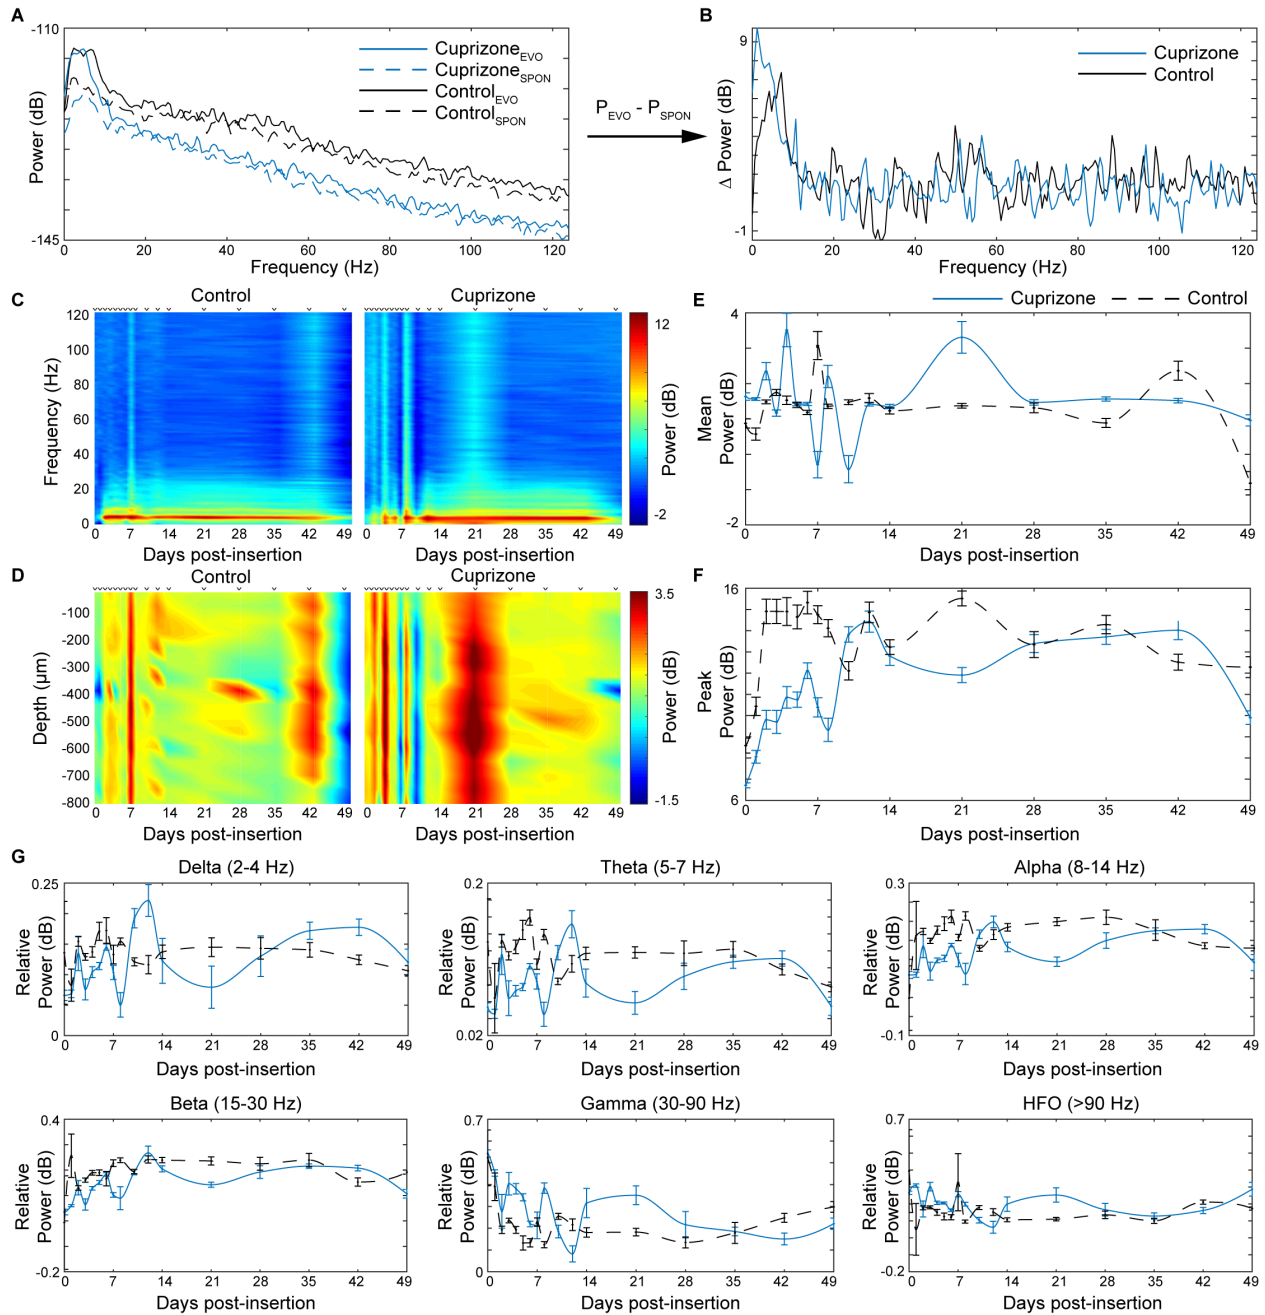 A
-110
-145
Power (dB)
0 20 40 60 80 100 120
Frequency (Hz)
Cuprizone EVO
Cuprizone SPON
Control EVO
Control SPON
P EVO - P SPON
B
9
-1
Δ Power (dB)
0 20 40 60 80 100 120
Frequency (Hz)
Cuprizone
Control
C
Control
Cuprizone
120
100
80
60
40
20
0
Frequency (Hz)
0 7 14 21 28 35 42 49
Days post-insertion
0 7 14 21 28 35 42 49
Days post-insertion
12
-2
Power (dB)
D
Control
Cuprizone
-100
-200
-300
-400
-500
-600
-700
-800
Depth (μm)
0 7 14 21 28 35 42 49
Days post-insertion
0 7 14 21 28 35 42 49
Days post-insertion
3.5
-1.5
Power (dB)
E
Cuprizone
Control
4
-2
Mean
Power (dB)
0 7 14 21 28 35 42 49
Days post-insertion
F
16
6
Peak
Power (dB)
0 7 14 21 28 35 42 49
Days post-insertion
G
Delta (2-4 Hz)
0.25
0
Relative
Power (dB)
0 7 14 21 28 35 42 49
Days post-insertion
Theta (5-7 Hz)
0.2
0.02
Relative
Power (dB)
0 7 14 21 28 35 42 49
Days post-insertion
Alpha (8-14 Hz)
0.3
-0.1
Relative
Power (dB)
0 7 14 21 28 35 42 49
Days post-insertion
Beta (15-30 Hz)
0.4
-0.2
Relative
Power (dB)
0 7 14 21 28 35 42 49
Days post-insertion
Gamma (30-90 Hz)
0.7
0
Relative
Power (dB)
0 7 14 21 28 35 42 49
Days post-insertion
HFO (>90 Hz)
0.7
-0.2
Relative
Power (dB)
0 7 14 21 28 35 42 49
Days post-insertion